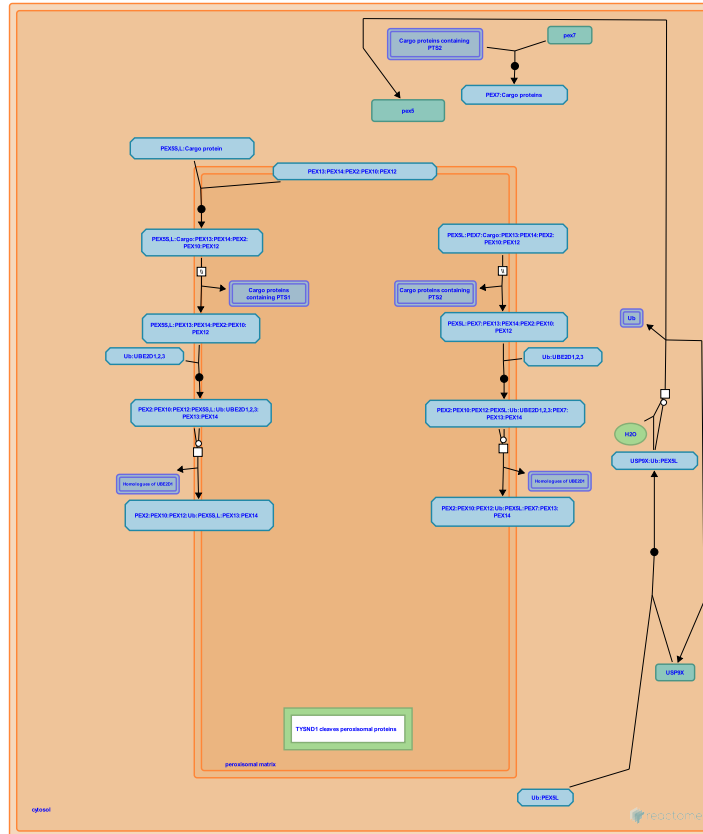 Cargo proteins containing
PTS2
pex7
PEX7:Cargo proteins
pex5
PEX5S,L:Cargo protein
PEX13:PEX14:PEX2:PEX10:PEX12
PEX5S,L:Cargo:PEX13:PEX14:PEX2:
PEX10:PEX12
PEX5L:PEX7:Cargo:PEX13:PEX14:PEX2:
PEX10:PEX12
Cargo proteins
containing PTS1
Cargo proteins containing
PTS2
PEX5S,L:PEX13:PEX14:PEX2:PEX10:
PEX12
PEX5L:PEX7:PEX13:PEX14:PEX2:PEX10:
PEX12
Ub
Ub:UBE2D1,2,3
Ub:UBE2D1,2,3
PEX2:PEX10:PEX12:PEX5S,L:Ub:UBE2D1,2,3:
PEX13:PEX14
PEX2:PEX10:PEX12:PEX5L:Ub:UBE2D1,2,3:PEX7:
PEX13:PEX14
H2O
USP9X:Ub:PEX5L
Homologues of UBE2D1
Homologues of UBE2D1
PEX2:PEX10:PEX12:Ub:PEX5S,L:PEX13:PEX14
PEX2:PEX10:PEX12:Ub:PEX5L:PEX7:PEX13:
PEX14
USP9X
TYSND1 cleaves peroxisomal proteins
peroxisomal matrix
Ub:PEX5L
cytosol
reactome